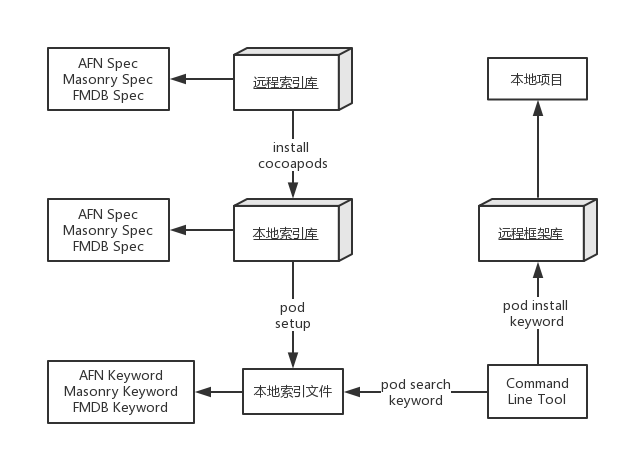 AFN Spec
Masonry Spec
FMDB Spec
远程索引库
本地项目
install
cocoapods
AFN Spec
Masonry Spec
FMDB Spec
本地索引库
远程框架库
pod
setup
pod install
keyword
AFN Keyword
Masonry Keyword
FMDB Keyword
本地索引文件
pod search
keyword
Command
Line Tool